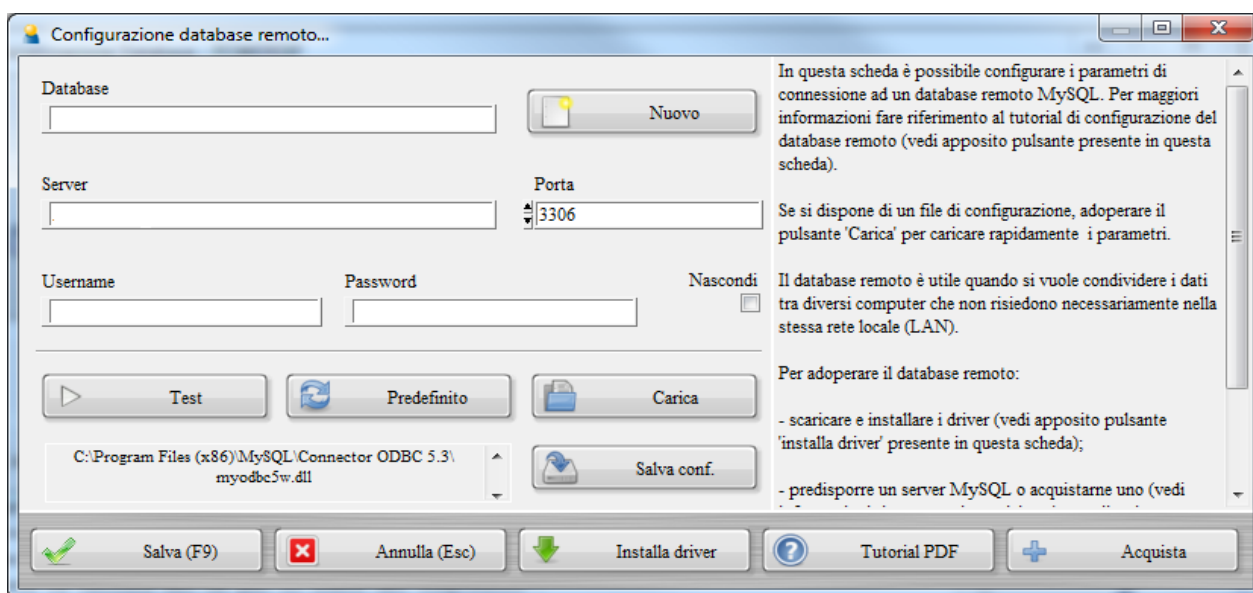 Configurazione database remoto...
Database
Nuovo
Server
Porta
.
3306
Username
Password
Nascondi
Test
Predefinito
Carica
C:\Program Files (x86)\MySQL\Connector ODBC 5.3\
myodbc5w.dll
Salva conf.
In questa scheda è possibile configurare i parametri di
connessione ad un database remoto MySQL. Per maggiori
informazioni fare riferimento al tutorial di configurazione del
database remoto (vedi apposito pulsante presente in questa
scheda).
Se si dispone di un file di configurazione, adoperare il
pulsante 'Carica' per caricare rapidamente i parametri.
Il database remoto è utile quando si vuole condividere i dati
tra diversi computer che non risiedono necessariamente nella
stessa rete locale (LAN).
Per adoperare il database remoto:
- scaricare e installare i driver (vedi apposito pulsante
'installa driver' presente in questa scheda);
- predisporre un server MySQL o acquistarne uno (vedi
Salva (F9)
Annulla (Esc)
Installa driver
Tutorial PDF
Acquista